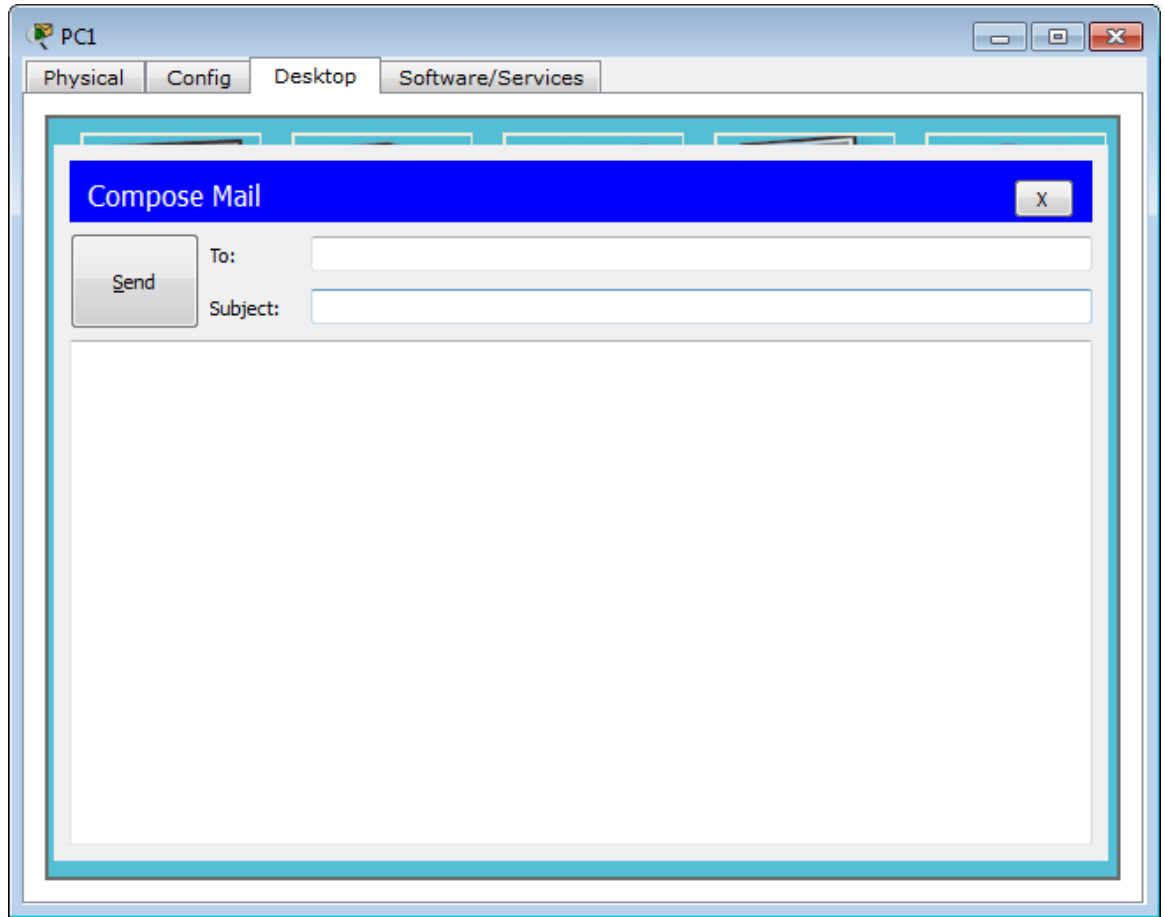 PC1
Physical Config Desktop Software/Services
Compose Mail X
Send
To:
Subject: